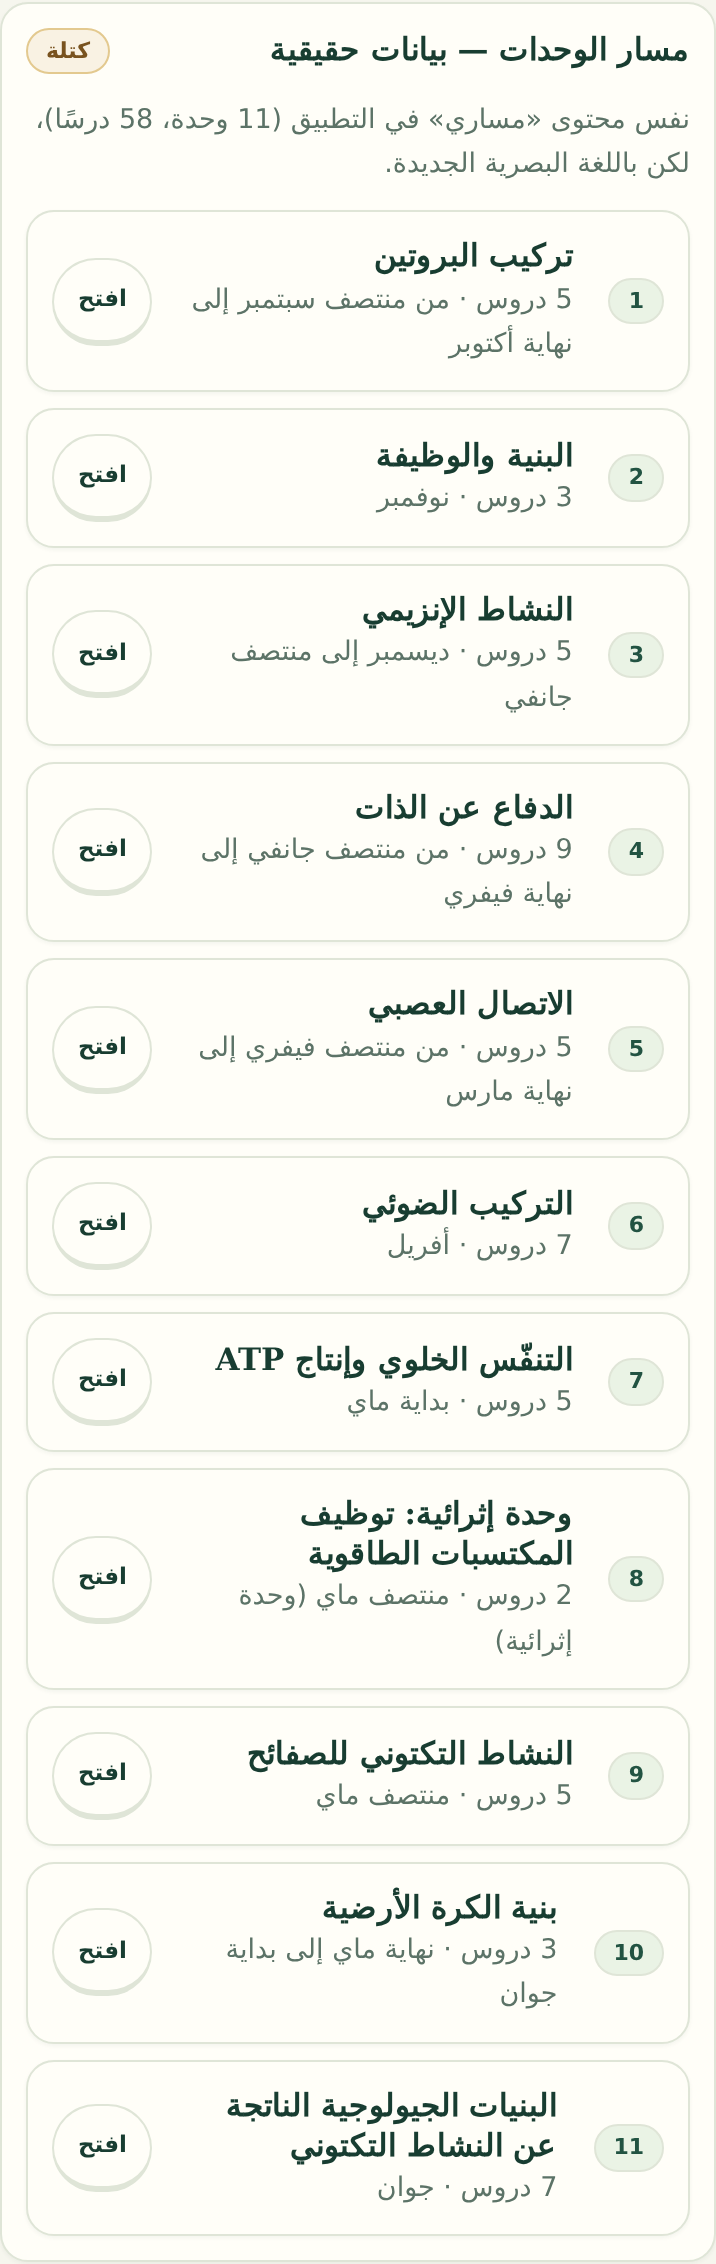 مسار الوحدات — بيانات حقيقية
كتلة
نفس محتوى «مساري» في التطبيق (11 وحدة، 58 درسًا)،
لكن باللغة البصرية الجديدة.
1
تركيب البروتين
5 دروس · من منتصف سبتمبر إلى
نهاية أكتوبر
افتح
2
البنية والوظيفة
3 دروس · نوفمبر
افتح
3
النشاط الإنزيمي
5 دروس · ديسمبر إلى منتصف
جانفي
افتح
4
الدفاع عن الذات
9 دروس · من منتصف جانفي إلى
نهاية فيفري
افتح
5
الاتصال العصبي
5 دروس · من منتصف فيفري إلى
نهاية مارس
افتح
6
التركيب الضوئي
7 دروس · أفريل
افتح
7
التنفّس الخلوي وإنتاج ATP
5 دروس · بداية ماي
افتح
8
وحدة إثرائية: توظيف
المكتسبات الطاقوية
2 دروس · منتصف ماي (وحدة
إثرائية)
افتح
9
النشاط التكتوني للصفائح
5 دروس · منتصف ماي
افتح
10
بنية الكرة الأرضية
3 دروس · نهاية ماي إلى بداية
جوان
افتح
11
البنيات الجيولوجية الناتجة
عن النشاط التكتوني
7 دروس · جوان
افتح